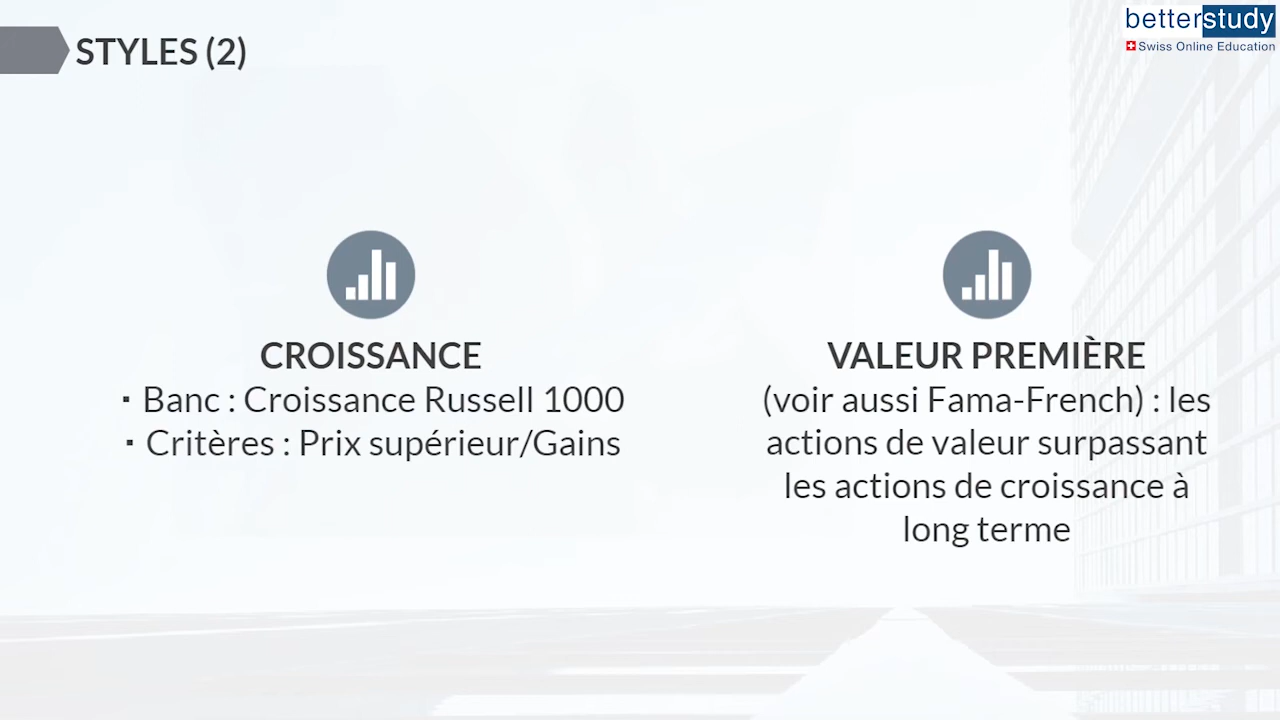 betterstudy
Swiss Online Education
STYLES (2)
CROISSANCE
▪ Banc : Croissance Russell 1000
▪ Critères : Prix supérieur/Gains
VALEUR PREMIÈRE
(voir aussi Fama-French) : les
actions de valeur surpassant
les actions de croissance à
long terme